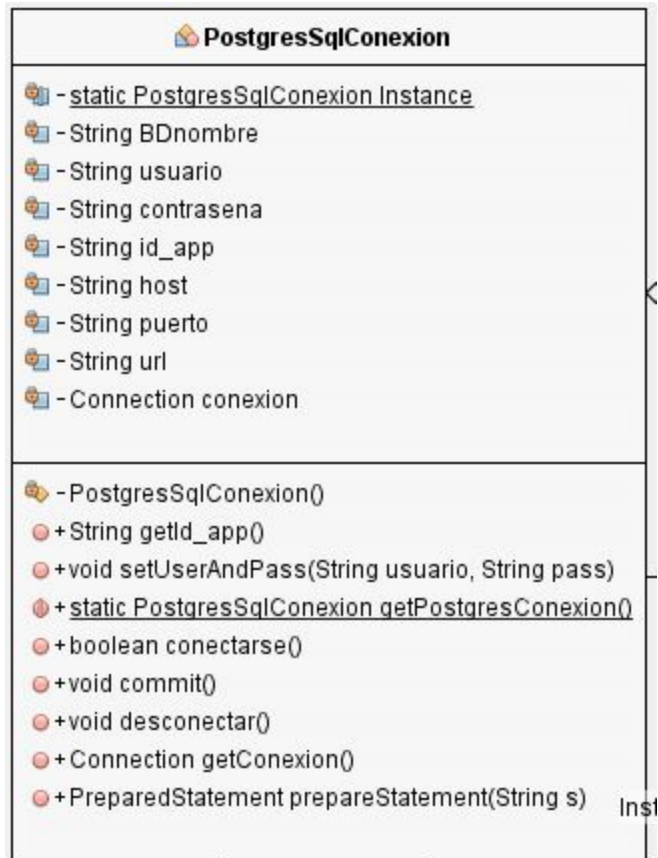 PostgresSqlConexion
- static PostgresSqlConexion Instance
- String BDnombre
- String usuario
- String contrasena
- String id_app
- String host
- String puerto
- String url
- Connection conexion
- PostgresSqlConexion()
+ String getId_app()
+ void setUserAndPass(String usuario, String pass)
+ static PostgresSqlConexion getPostgresConexion()
+ boolean conectarse()
+ void commit()
+ void desconectar()
+ Connection getConexion()
+ PreparedStatement prepareStatement(String s)
Inst